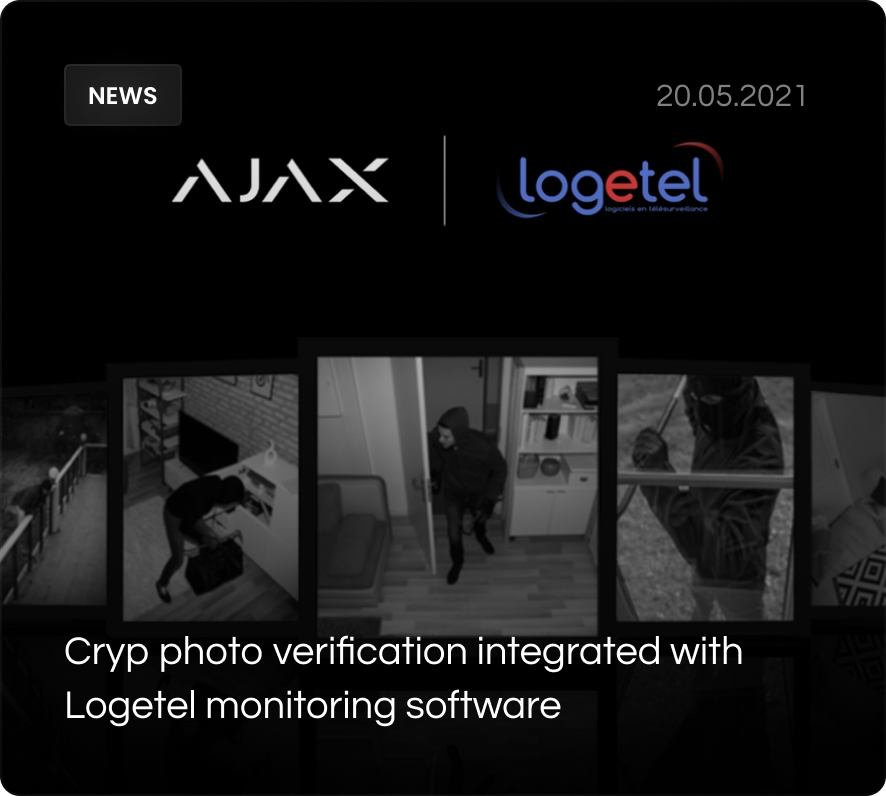 NEWS
20.05.2021
AJAX
logetel
logiciels en télésurveillance
Cryp photo verification integrated with
Logetel monitoring software